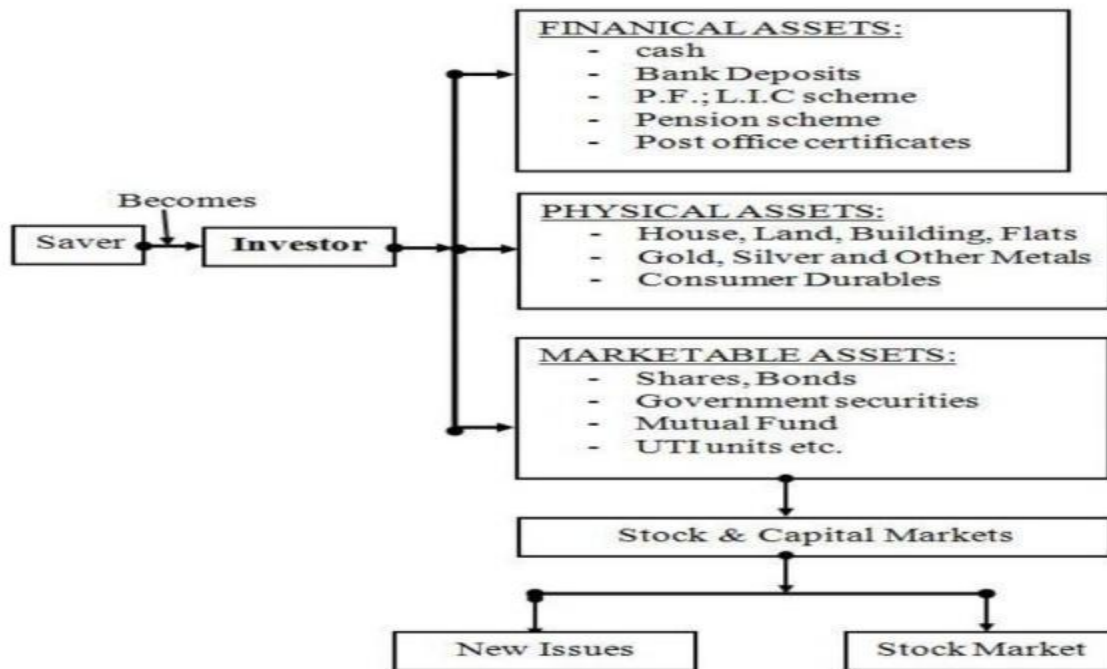 FINANICAL ASSETS:
- cash
- Bank Deposits
- P.F.; L.I.C scheme
- Pension scheme
- Post office certificates
Becomes
Saver
Investor
PHYSICAL ASSETS:
- House, Land, Building, Flats
- Gold, Silver and Other Metals
- Consumer Durables
MARKETABLE ASSETS:
- Shares, Bonds
- Government securities
- Mutual Fund
- UTI units etc.
Stock & Capital Markets
New Issues
Stock Market